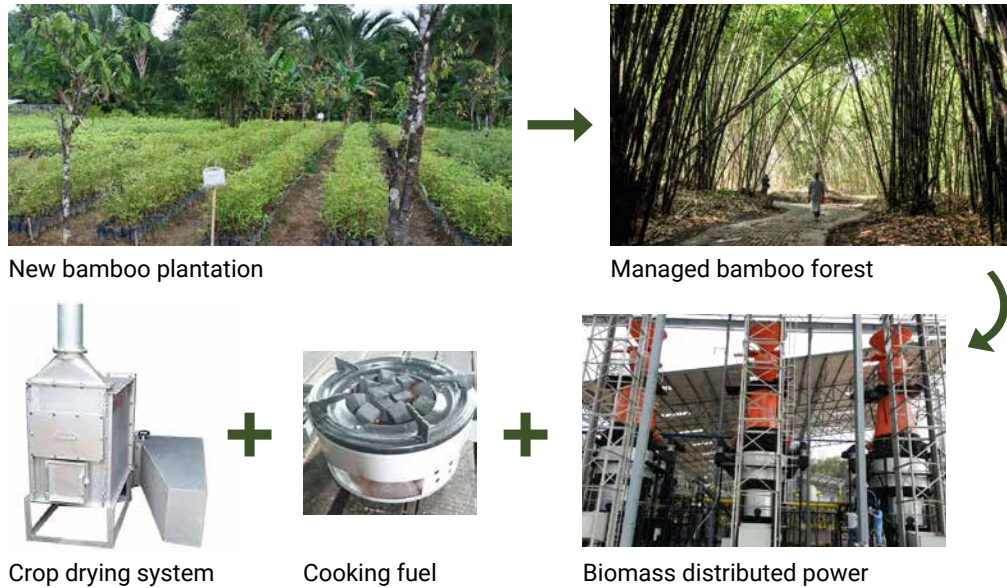 New bamboo plantation
Managed bamboo forest
Crop drying system
Cooking fuel
Biomass distributed power